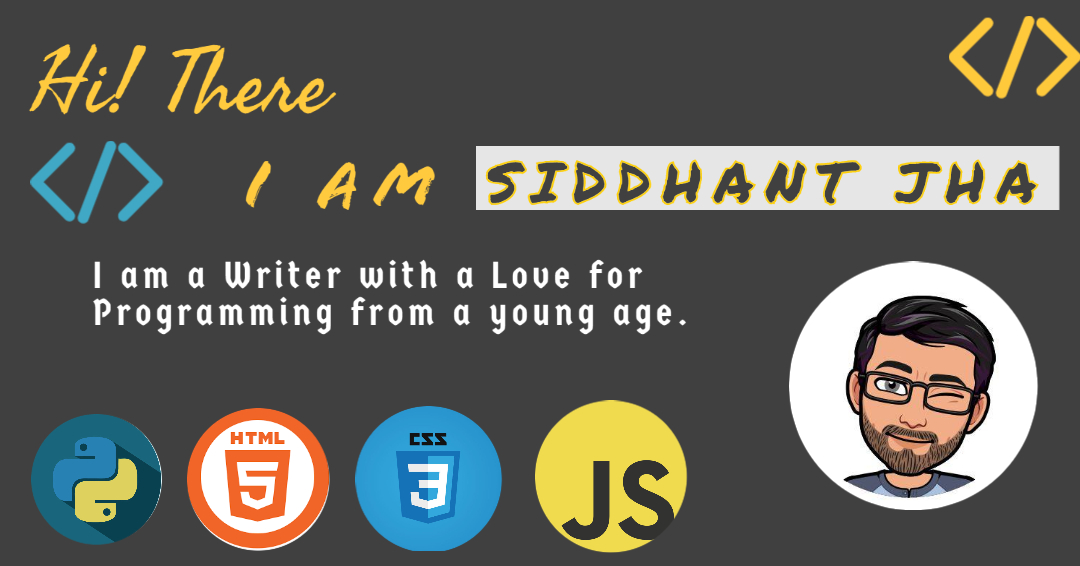 Hi! There
</>
</> I AM SIDDHANT JHA
I am a Writer with a Love for
Programming from a young age.
HTML
5
CSS
3
JS